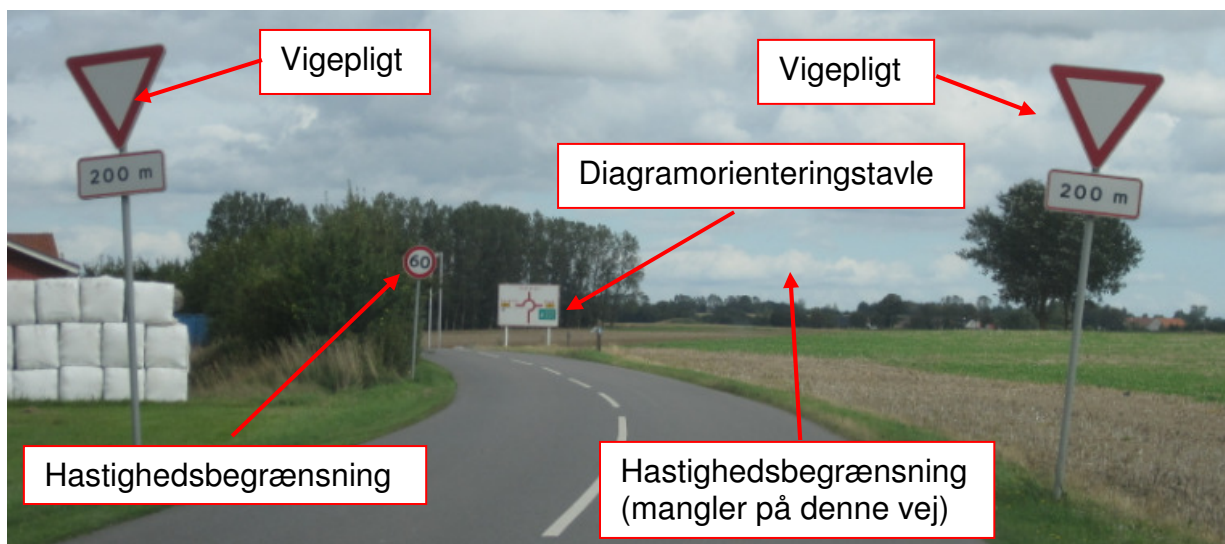 Vigepligt
Vigepligt
200 m
Diagramorienteringstavle
200 m
60
Hastighedsbegrænsning
Hastighedsbegrænsning
(mangler på denne vej)